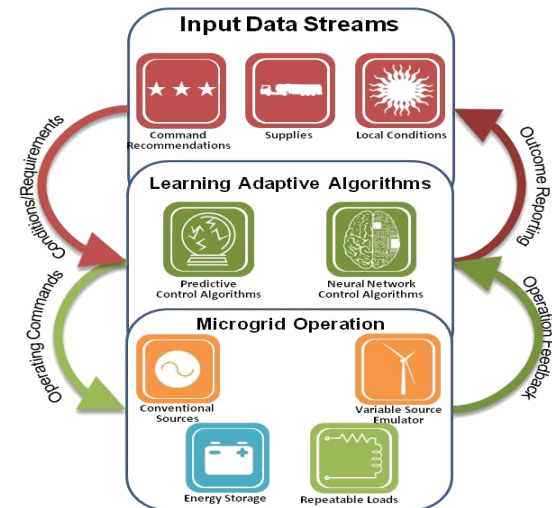 Input Data Streams
Command
Recommendations
Supplies
Local Conditions
Conditions/Requirements
Outcome Reporting
Learning Adaptive Algorithms
Predictive
Control Algorithms
Neural Network
Control Algorithms
Operating Commands
Operation Feedback
Microgrid Operation
Conventional
Sources
Variable Source
Emulator
Energy Storage
Repeatable Loads